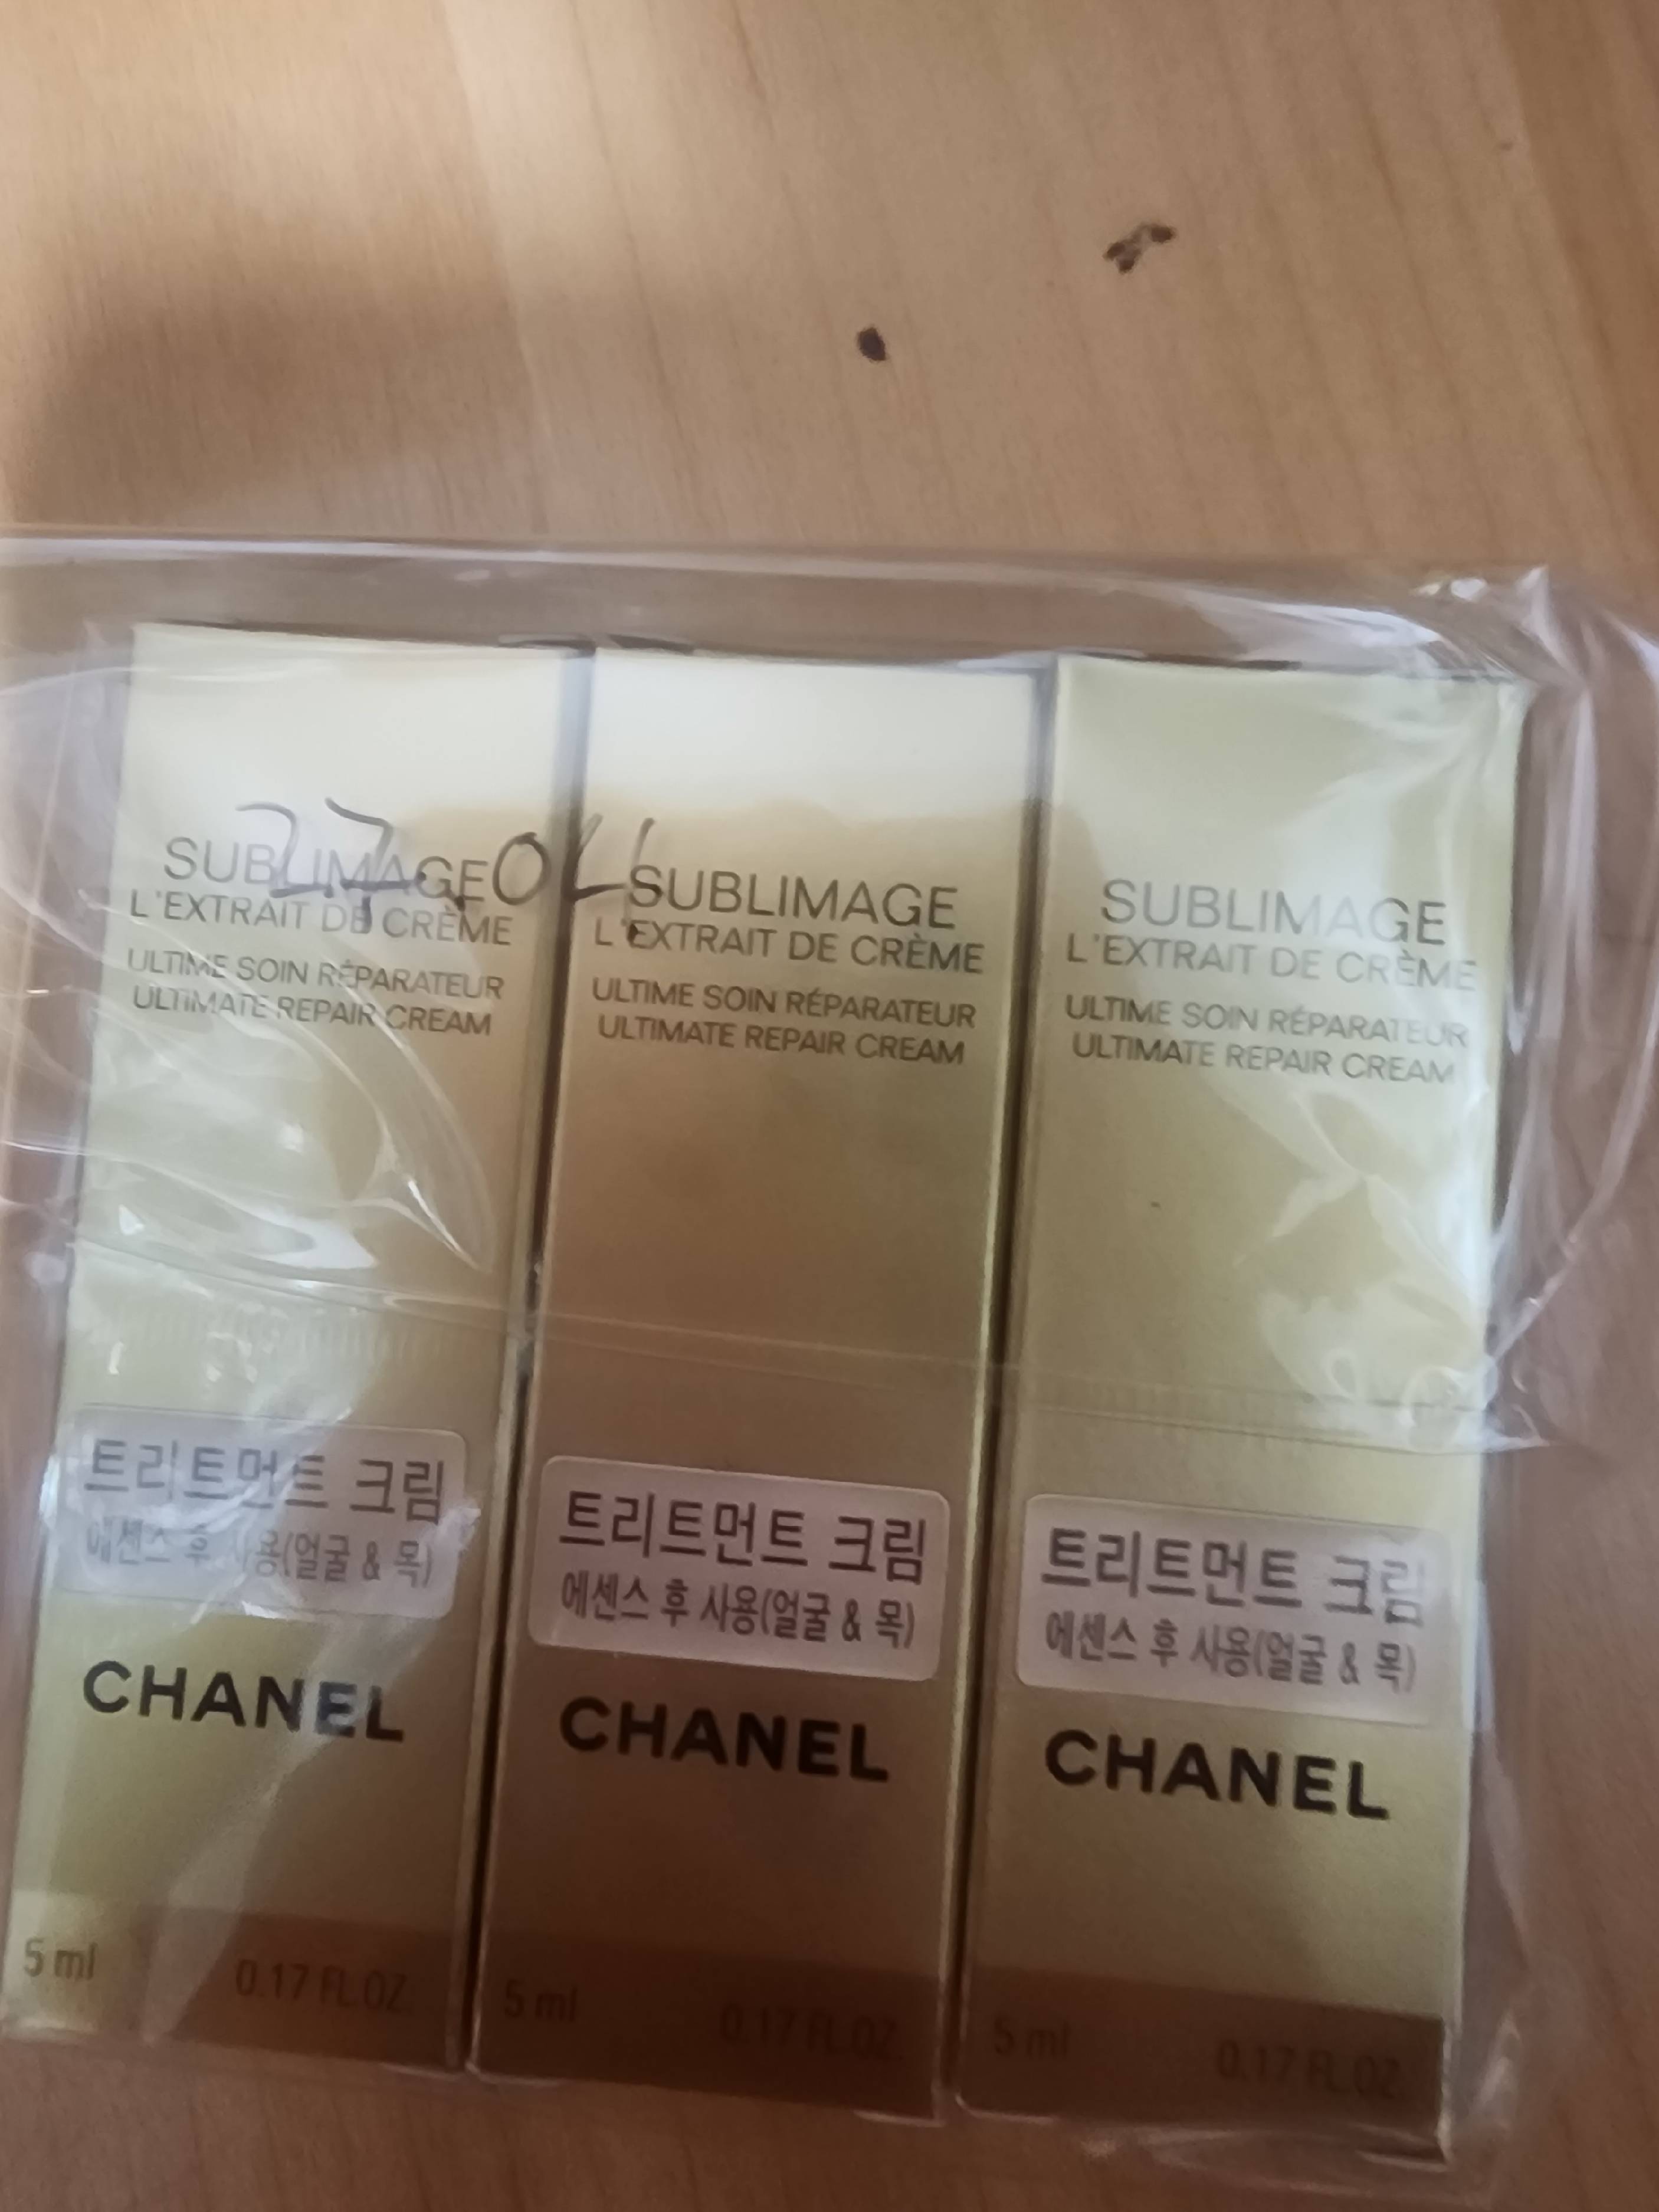 27.04
SUBLIMAGE
L'EXTRAIT DE CRÈME
ULTIME SOIN RÉPARATEUR
ULTIMATE REPAIR CREAM
트리트먼트 크림
에센스 후 사용(얼굴 & 목)
CHANEL
5 ml 0.17 FL.OZ.
SUBLIMAGE
L'EXTRAIT DE CRÈME
ULTIME SOIN RÉPARATEUR
ULTIMATE REPAIR CREAM
트리트먼트 크림
에센스 후 사용(얼굴 & 목)
CHANEL
5 ml 0.17 FL.OZ.
SUBLIMAGE
L'EXTRAIT DE CRÈME
ULTIME SOIN RÉPARATEUR
ULTIMATE REPAIR CREAM
트리트먼트 크림
에센스 후 사용(얼굴 & 목)
CHANEL
5 ml 0.17 FL.OZ.